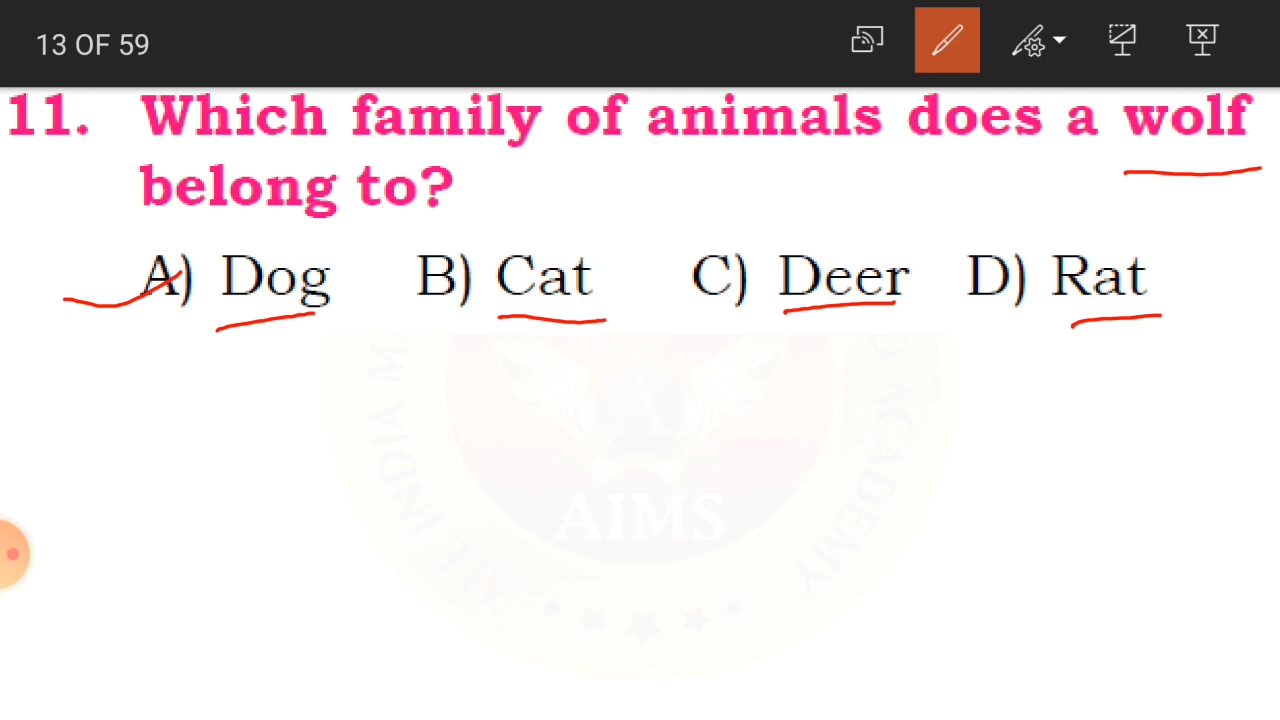 13 OF 59
11. Which family of animals does a wolf
belong to?
A) Dog B) Cat C) Deer D) Rat
AIMS